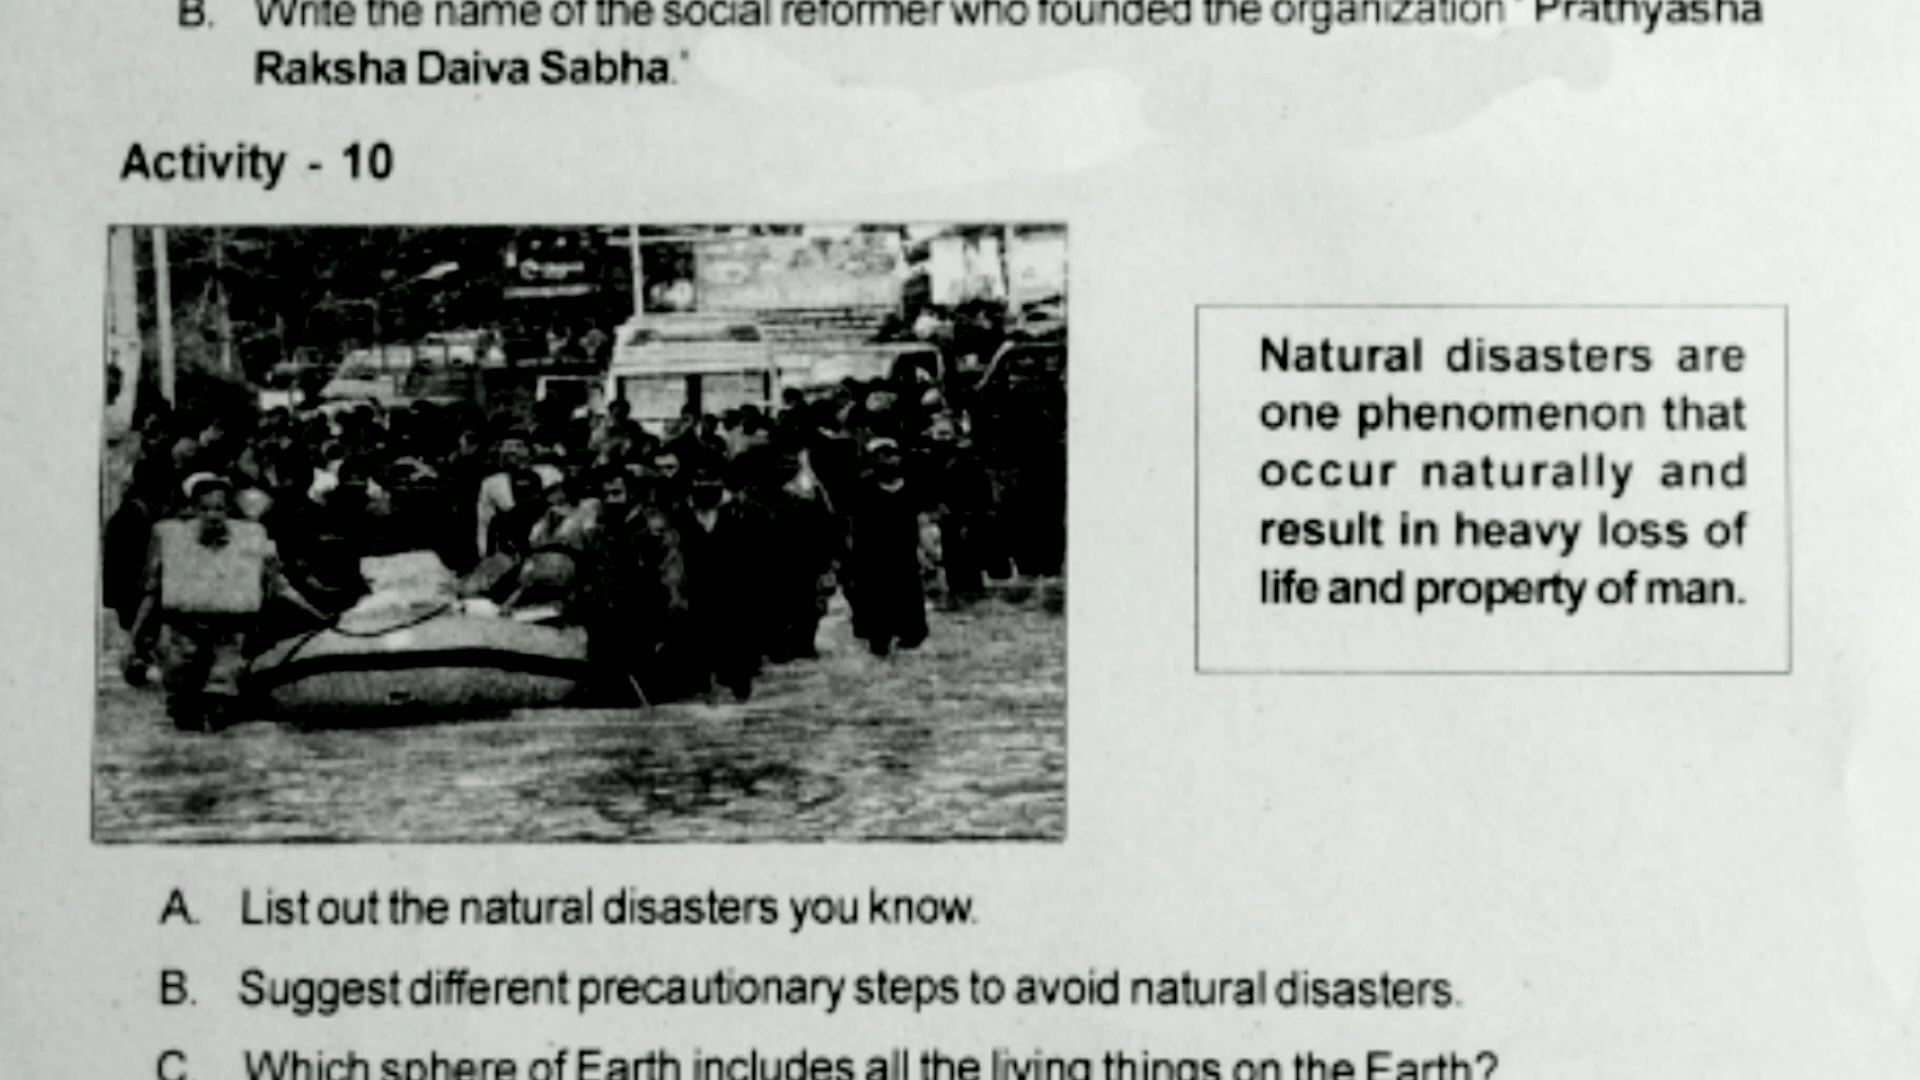 B. Write the name of the social reformer who founded the organization ' Prathyasha
Raksha Daiva Sabha.'
Activity - 10
Natural disasters are
one phenomenon that
occur naturally and
result in heavy loss of
life and property of man.
A. List out the natural disasters you know.
B. Suggest different precautionary steps to avoid natural disasters.
C. Which sphere of Earth includes all the living things on the Earth?